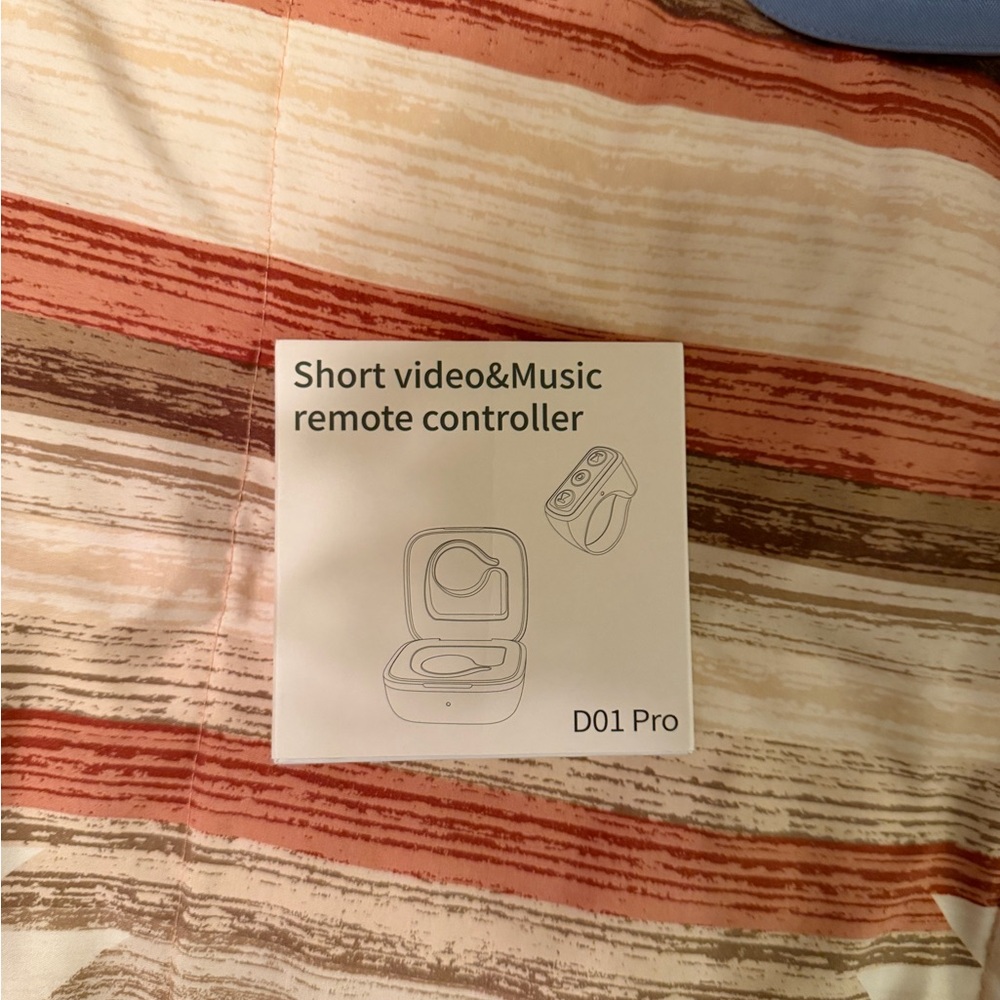 Short video&Music
remote controller
D01 Pro